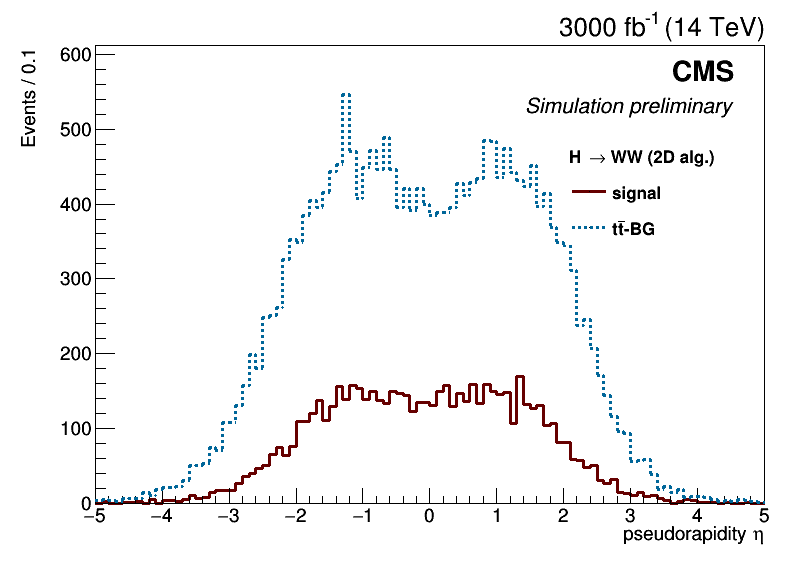 3000 fb-1 (14 TeV)
Events / 0.1
CMS
Simulation preliminary
H → WW (2D alg.)
signal
tt̄-BG
600
500
400
300
200
100
0
−5 −4 −3 −2 −1 0 1 2 3 4 5
pseudorapidity η